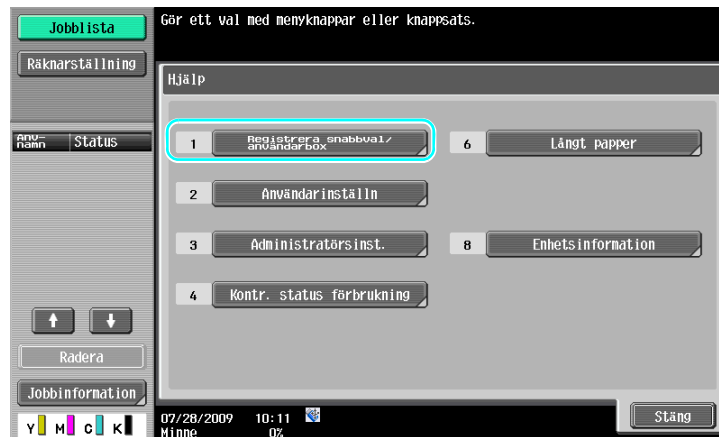 Jobblista
Gör ett val med menyknappar eller knappsats.
Räknarställning
Hjälp
Anv-
namn
Status
1 Registrera snabbval/
användarbox
6 Långt papper
2 Användarinställn
3 Administratörsinst.
8 Enhetsinformation
4 Kontr. status förbrukning
Radera
Jobbinformation
Y M C K
07/28/2009 10:11
Minne 0%
Stäng